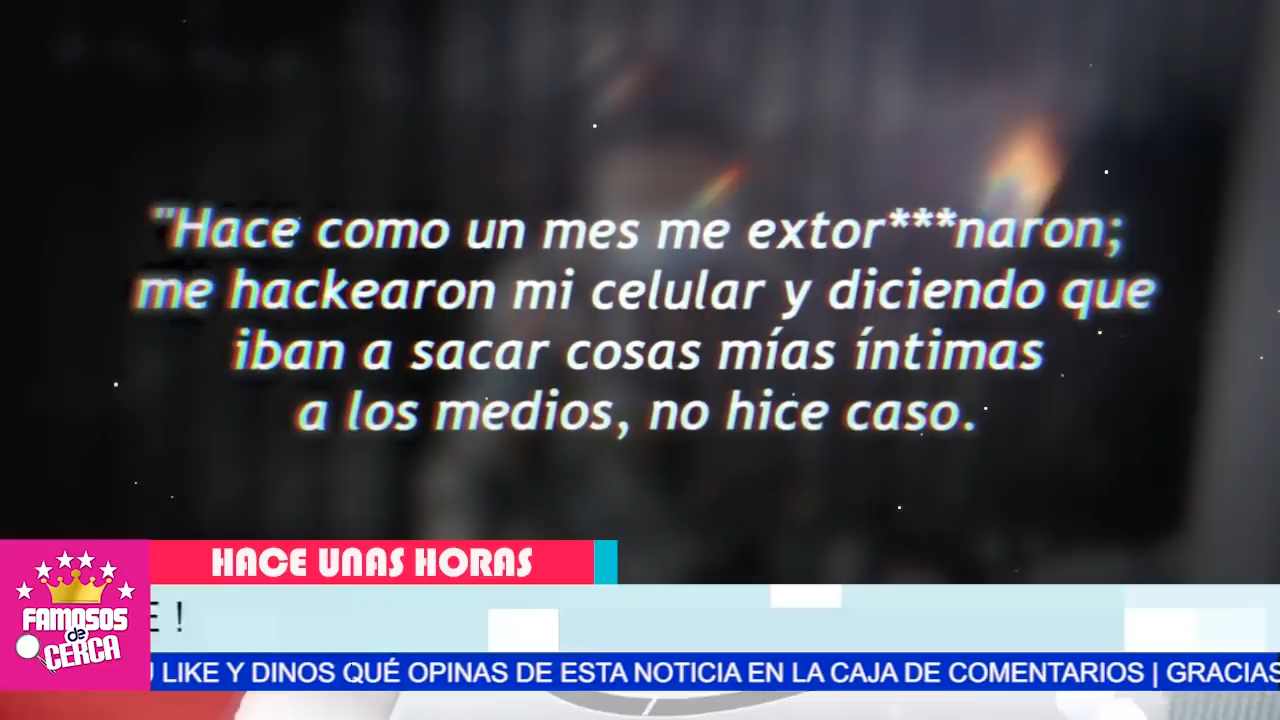 "Hace como un mes me extor***naron;
me hackearon mi celular y diciendo que
iban a sacar cosas mías íntimas
a los medios, no hice caso.
HACE UNAS HORAS
FAMOSOS
de
CERCA
E !
LIKE Y DINOS QUÉ OPINAS DE ESTA NOTICIA EN LA CAJA DE COMENTARIOS | GRACIAS